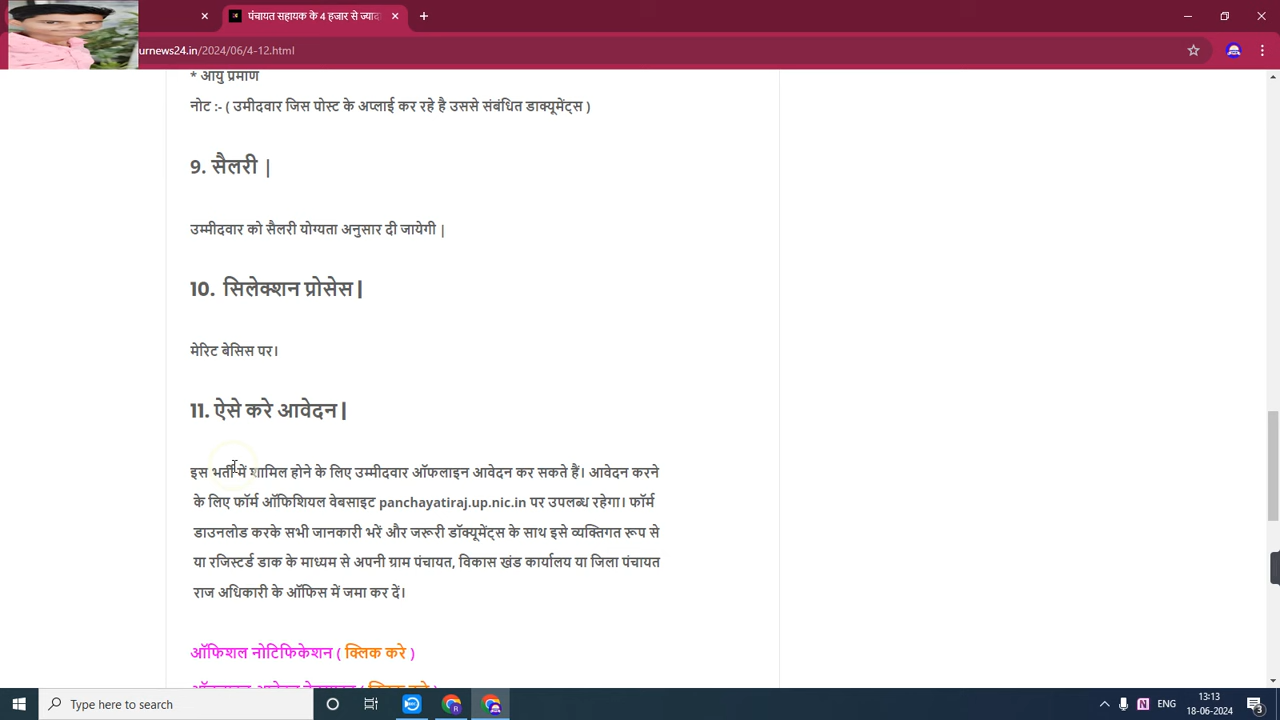 पंचायत सहायक के 4 हजार से ज्याद
urnews24.in/2024/06/4-12.html
* आयु प्रमाण
नोट :- ( उमीदवार जिस पोस्ट के अप्लाई कर रहे है उससे संबंधित डाक्यूमेंट्स )
9. सैलरी |
उम्मीदवार को सैलरी योग्यता अनुसार दी जायेगी |
10. सिलेक्शन प्रोसेस |
मेरिट बेसिस पर।
11. ऐसे करे आवेदन |
इस भर्ती में शामिल होने के लिए उम्मीदवार ऑफलाइन आवेदन कर सकते हैं। आवेदन करने
के लिए फॉर्म ऑफिशियल वेबसाइट panchayatiraj.up.nic.in पर उपलब्ध रहेगा। फॉर्म
डाउनलोड करके सभी जानकारी भरें और जरूरी डॉक्यूमेंट्स के साथ इसे व्यक्तिगत रूप से
या रजिस्टर्ड डाक के माध्यम से अपनी ग्राम पंचायत, विकास खंड कार्यालय या जिला पंचायत
राज अधिकारी के ऑफिस में जमा कर दें।
ऑफिशल नोटिफिकेशन ( क्लिक करे )
Type here to search
ENG
13:13
18-06-2024